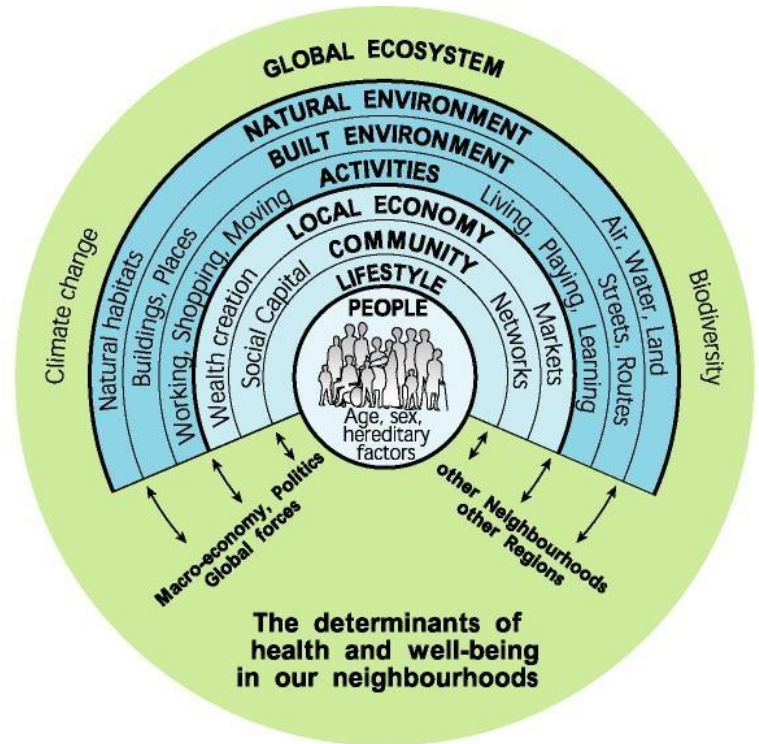 GLOBAL ECOSYSTEM
NATURAL ENVIRONMENT
BUILT ENVIRONMENT
ACTIVITIES
LOCAL ECONOMY
COMMUNITY
LIFESTYLE
PEOPLE
Age, sex,
hereditary
factors
Climate change
Natural habitats
Buildings, Places
Working, Shopping, Moving
Wealth creation
Social Capital
Networks
Markets
Living, Playing, Learning
Streets, Routes
Air, Water, Land
Biodiversity
Macro-economy, Politics
Global forces
other Neighbourhoods
other Regions
The determinants of
health and well-being
in our neighbourhoods